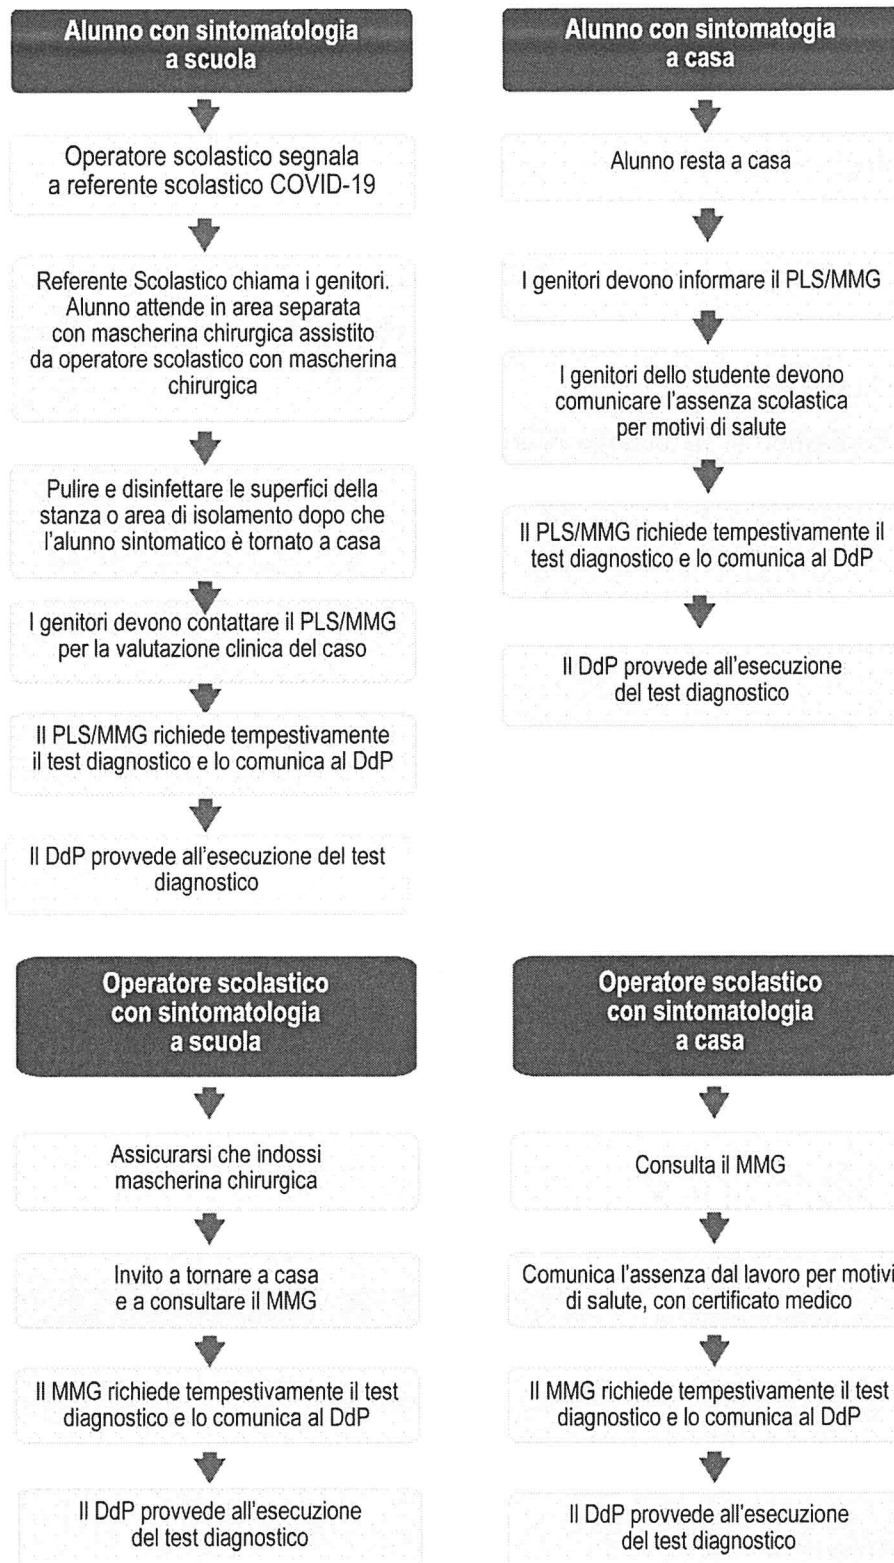 Alunno con sintomatologia
a scuola
Operatore scolastico segnala
a referente scolastico COVID-19
Referente Scolastico chiama i genitori.
Alunno attende in area separata
con mascherina chirurgica assistito
da operatore scolastico con mascherina
chirurgica
Pulire e disinfettare le superfici della
stanza o area di isolamento dopo che
l'alunno sintomatico è tornato a casa
I genitori devono contattare il PLS/MMG
per la valutazione clinica del caso
Il PLS/MMG richiede tempestivamente
il test diagnostico e lo comunica al DdP
Il DdP provvede all'esecuzione del test
diagnostico
Alunno con sintomatogia
a casa
Alunno resta a casa
I genitori devono informare il PLS/MMG
I genitori dello studente devono
comunicare l'assenza scolastica
per motivi di salute
Il PLS/MMG richiede tempestivamente il
test diagnostico e lo comunica al DdP
Il DdP provvede all'esecuzione
del test diagnostico
Operatore scolastico
con sintomatologia
a scuola
Assicurarsi che indossi
mascherina chirurgica
Invito a tornare a casa
e a consultare il MMG
Il MMG richiede tempestivamente il test
diagnostico e lo comunica al DdP
Il DdP provvede all'esecuzione
del test diagnostico
Operatore scolastico
con sintomatologia
a casa
Consulta il MMG
Comunica l'assenza dal lavoro per motivi
di salute, con certificato medico
Il MMG richiede tempestivamente il test
diagnostico e lo comunica al DdP
Il DdP provvede all'esecuzione
del test diagnostico